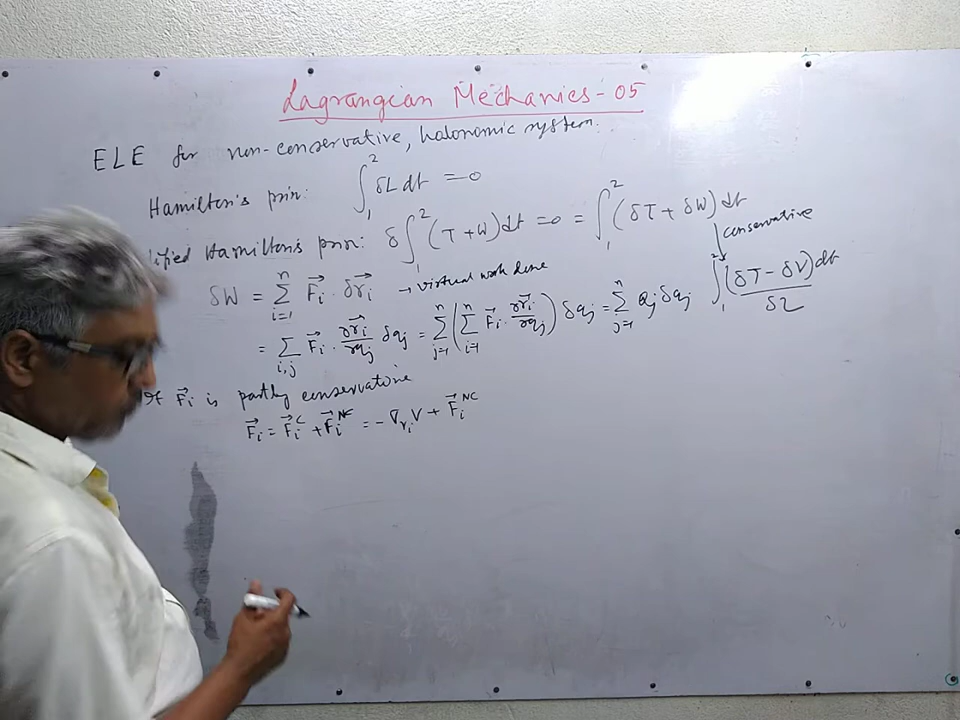 Lagrangian Mechanics - 05
ELE for non-conservative, holonomic system.
Hamilton's prin: ∫₁² δL dt = 0
ified Hamilton's prin: δ∫₁² (T + W) dt = 0 = ∫₁² (δT + δW) dt
conservative
δW = Σᵢ₌₁ⁿ F⃗ᵢ · δr⃗ᵢ → virtual work done
∫₁² (δT − δV) dt
δL
= Σᵢ,ⱼ F⃗ᵢ · ∂r⃗ᵢ/∂qⱼ δqⱼ = Σⱼ₌₁ⁿ (Σᵢ₌₁ⁿ F⃗ᵢ · ∂r⃗ᵢ/∂qⱼ) δqⱼ = Σⱼ₌₁ⁿ Qⱼ δqⱼ
If F⃗ᵢ is partly conservative
F⃗ᵢ = F⃗ᵢᶜ + F⃗ᵢᴺᶜ = −∇ᵣᵢ V + F⃗ᵢᴺᶜ